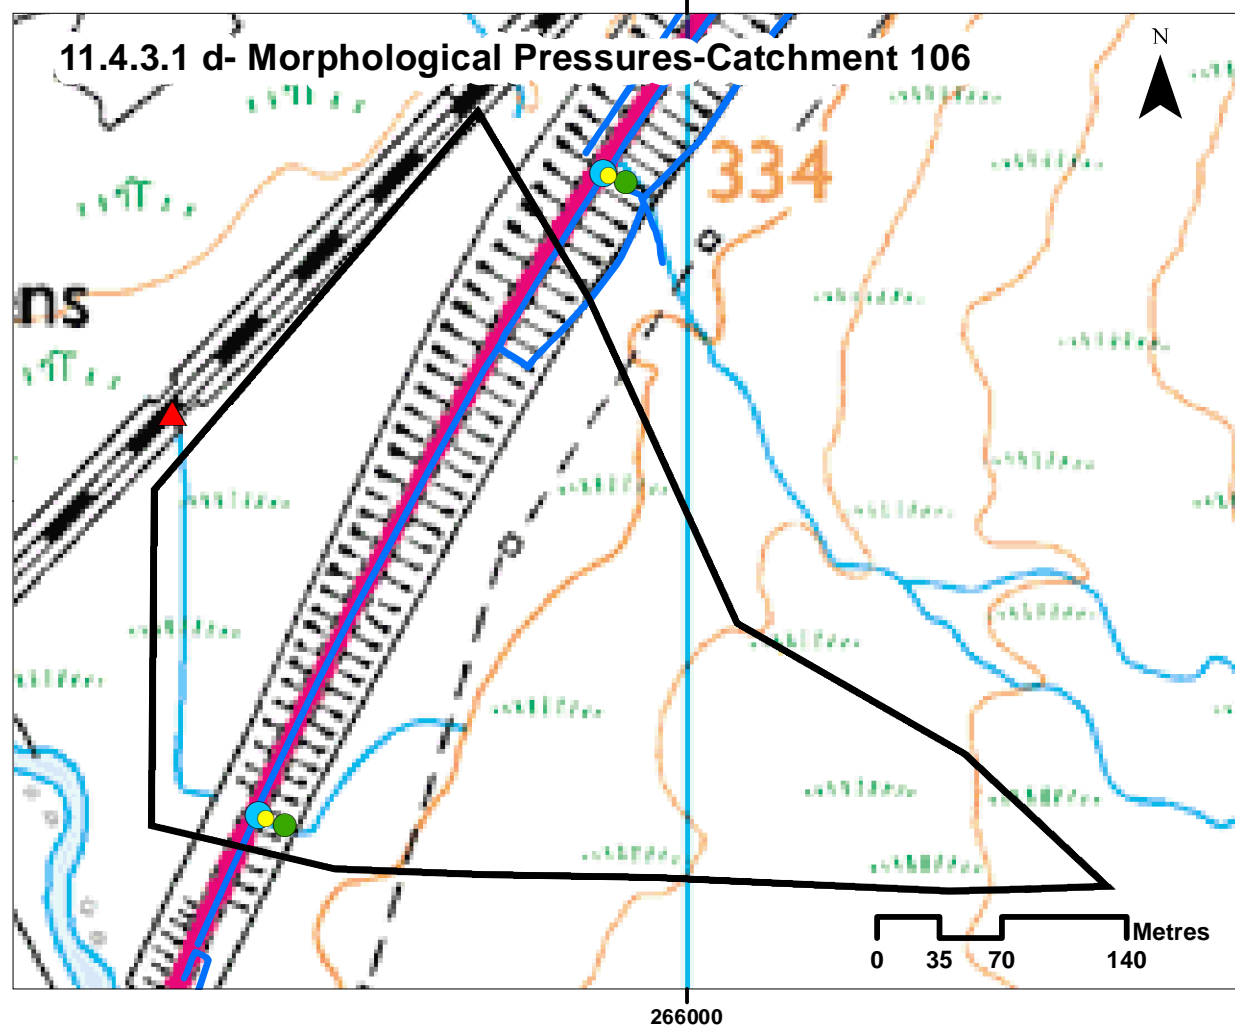 11.4.3.1 d- Morphological Pressures-Catchment 106
N
334
ns
Metres
0 35 70 140
266000